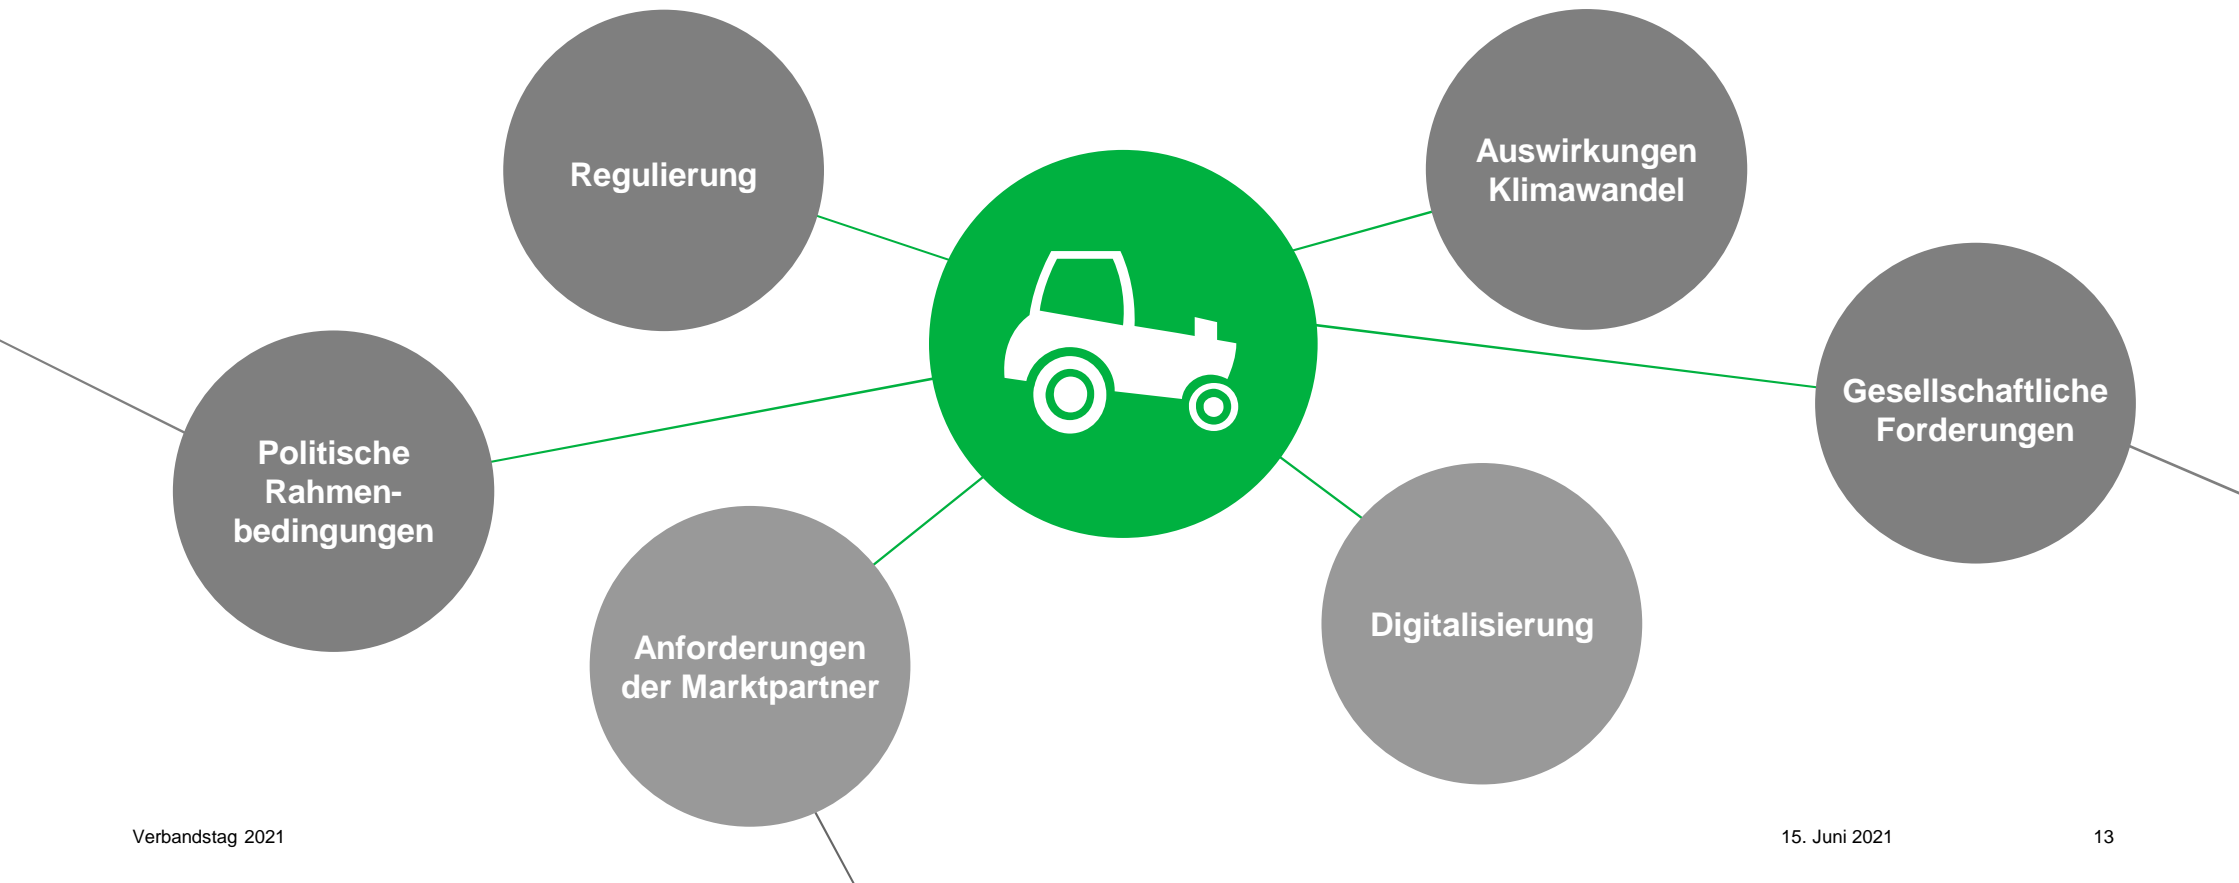 Regulierung
Auswirkungen
Klimawandel
Gesellschaftliche
Forderungen
Politische
Rahmen-
bedingungen
Anforderungen
der Marktpartner
Digitalisierung
Verbandstag 2021
15. Juni 2021
13